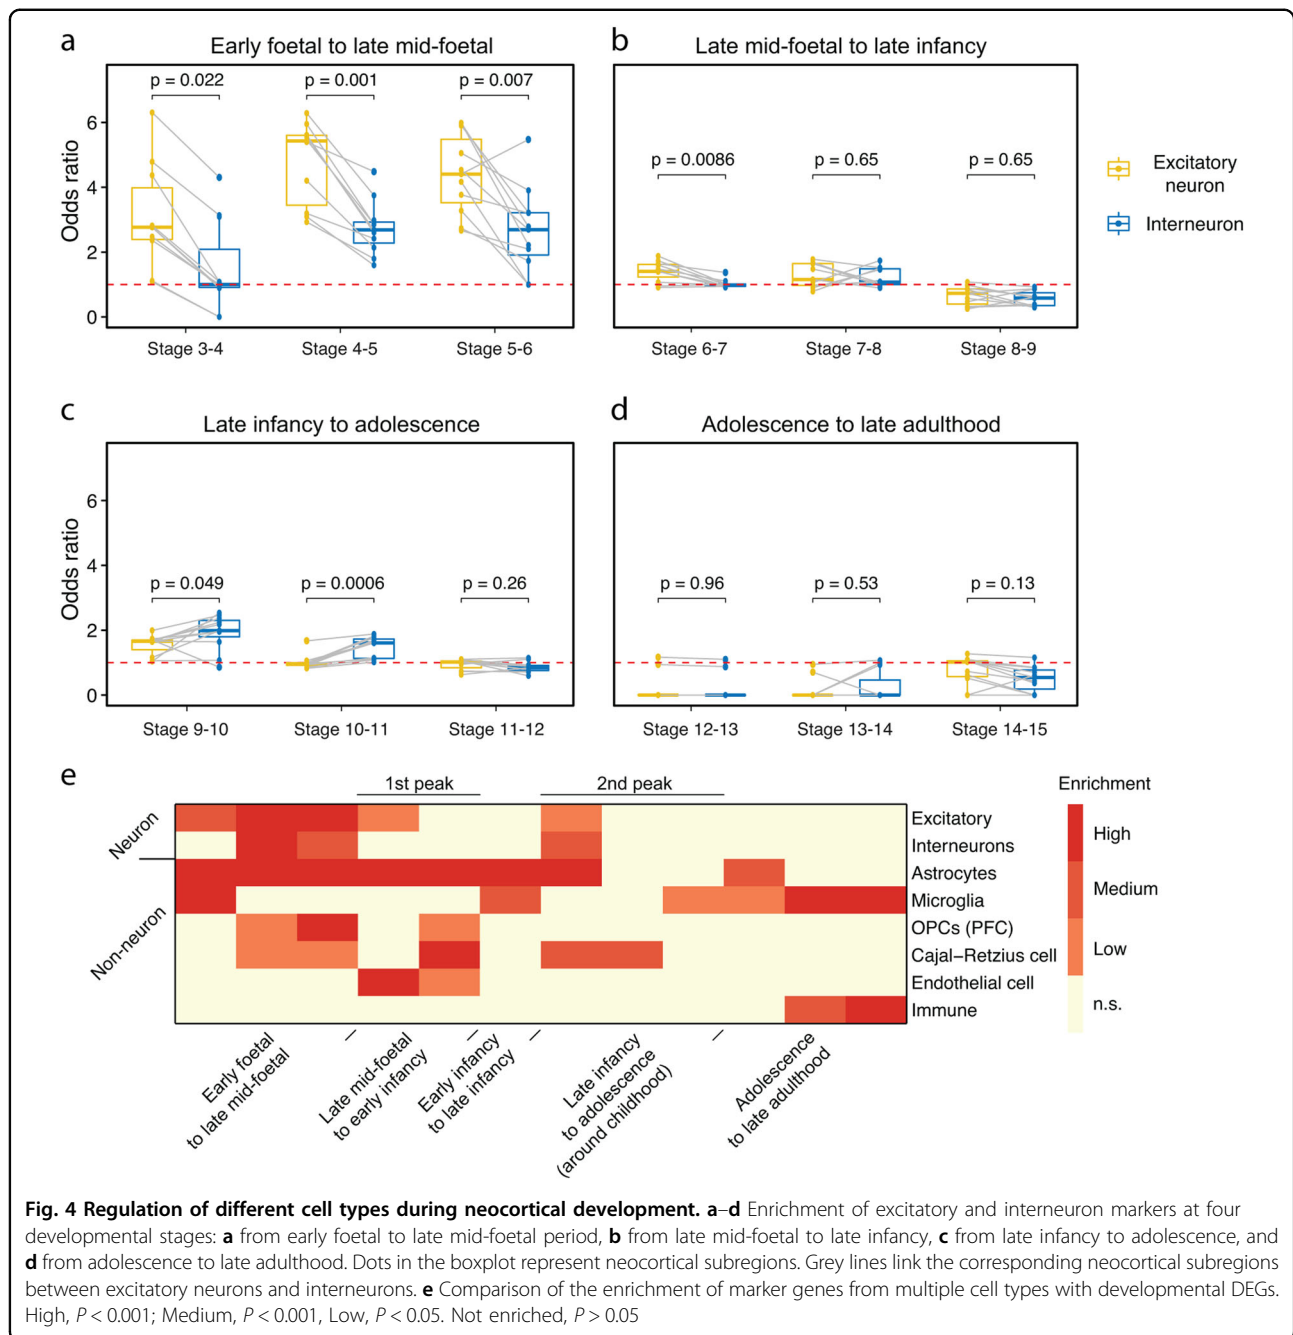 a
Early foetal to late mid-foetal
p = 0.022
p = 0.001
p = 0.007
Odds ratio
6
4
2
0
Stage 3-4
Stage 4-5
Stage 5-6
b
Late mid-foetal to late infancy
p = 0.0086
p = 0.65
p = 0.65
Stage 6-7
Stage 7-8
Stage 8-9
Excitatory
neuron
Interneuron
c
Late infancy to adolescence
p = 0.049
p = 0.0006
p = 0.26
Odds ratio
6
4
2
0
Stage 9-10
Stage 10-11
Stage 11-12
d
Adolescence to late adulthood
p = 0.96
p = 0.53
p = 0.13
Stage 12-13
Stage 13-14
Stage 14-15
e
1st peak
2nd peak
Neuron
Non-neuron
Excitatory
Interneurons
Astrocytes
Microglia
OPCs (PFC)
Cajal−Retzius cell
Endothelial cell
Immune
Early foetal
to late mid-foetal
Late mid-foetal
to early infancy
Early infancy
to late infancy
Late infancy
to adolescence
(around childhood)
Adolescence
to late adulthood
Enrichment
High
Medium
Low
n.s.
Fig. 4 Regulation of different cell types during neocortical development. a–d Enrichment of excitatory and interneuron markers at four
developmental stages: a from early foetal to late mid-foetal period, b from late mid-foetal to late infancy, c from late infancy to adolescence, and
d from adolescence to late adulthood. Dots in the boxplot represent neocortical subregions. Grey lines link the corresponding neocortical subregions
between excitatory neurons and interneurons. e Comparison of the enrichment of marker genes from multiple cell types with developmental DEGs.
High, P < 0.001; Medium, P < 0.001, Low, P < 0.05. Not enriched, P > 0.05